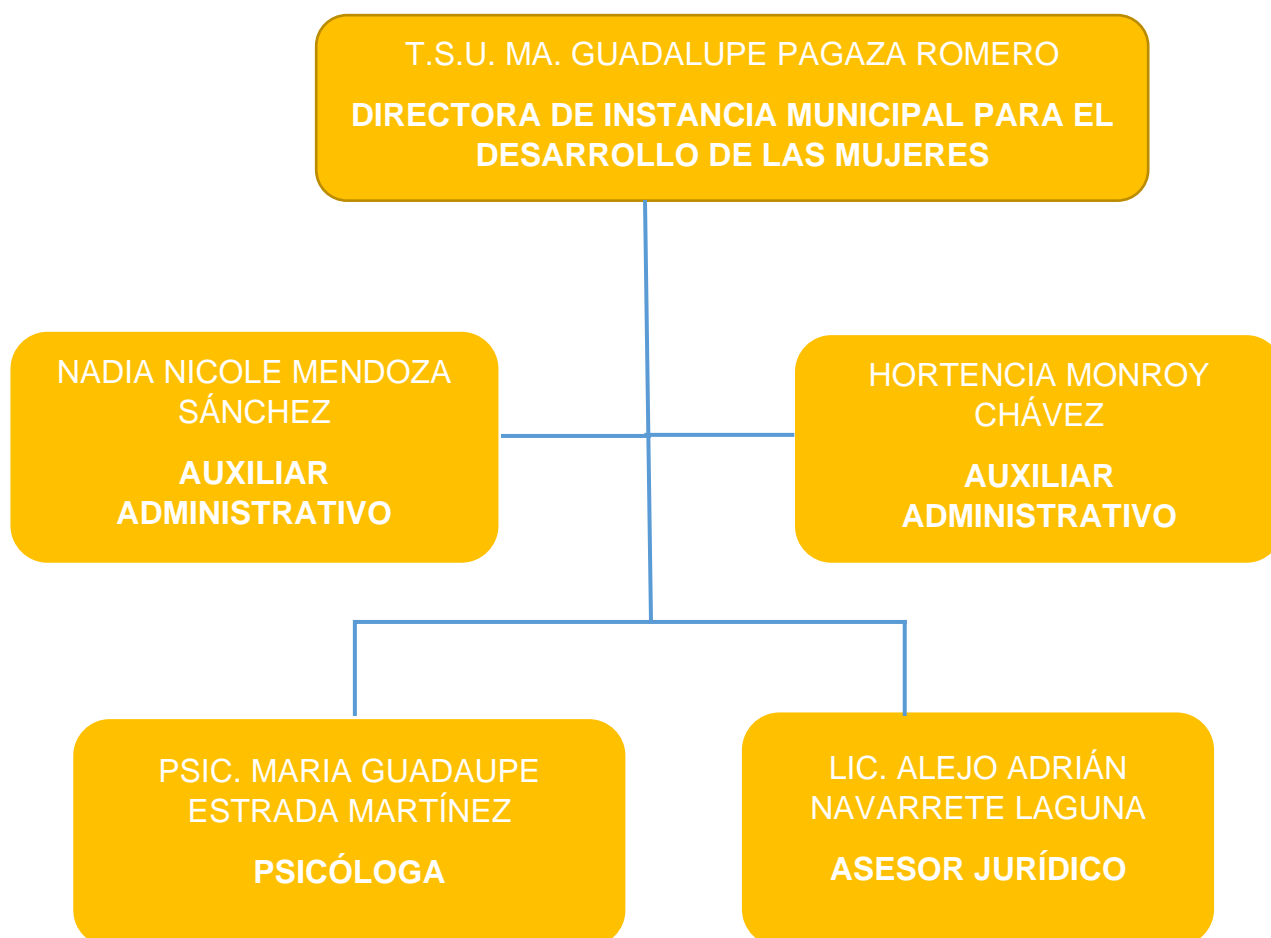 T.S.U. MA. GUADALUPE PAGAZA ROMERO
DIRECTORA DE INSTANCIA MUNICIPAL PARA EL
DESARROLLO DE LAS MUJERES
NADIA NICOLE MENDOZA
SÁNCHEZ
AUXILIAR
ADMINISTRATIVO
HORTENCIA MONROY
CHÁVEZ
AUXILIAR
ADMINISTRATIVO
PSIC. MARIA GUADAUPE
ESTRADA MARTÍNEZ
PSICÓLOGA
LIC. ALEJO ADRIÁN
NAVARRETE LAGUNA
ASESOR JURÍDICO